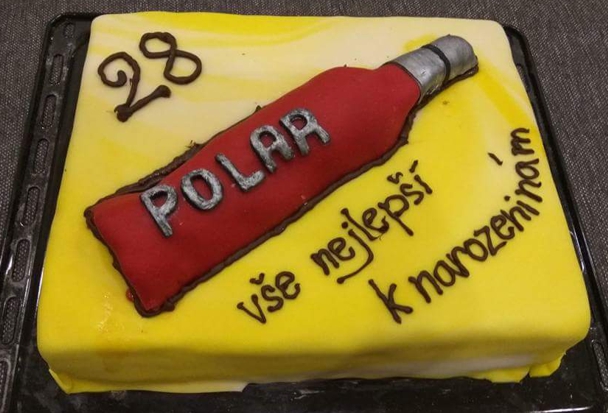 28
POLAR
vše nejlepší
k narozeninám